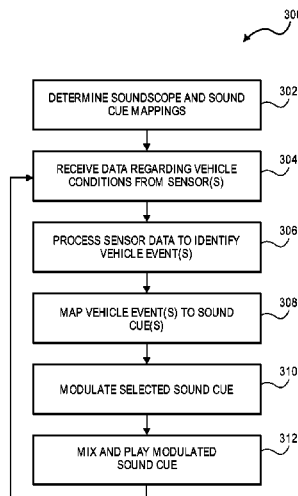 300
DETERMINE SOUNDSCOPE AND SOUND
CUE MAPPINGS
302
RECEIVE DATA REGARDING VEHICLE
CONDITIONS FROM SENSOR(S)
304
PROCESS SENSOR DATA TO IDENTIFY
VEHICLE EVENT(S)
306
MAP VEHICLE EVENT(S) TO SOUND
CUE(S)
308
MODULATE SELECTED SOUND CUE
310
MIX AND PLAY MODULATED
SOUND CUE
312